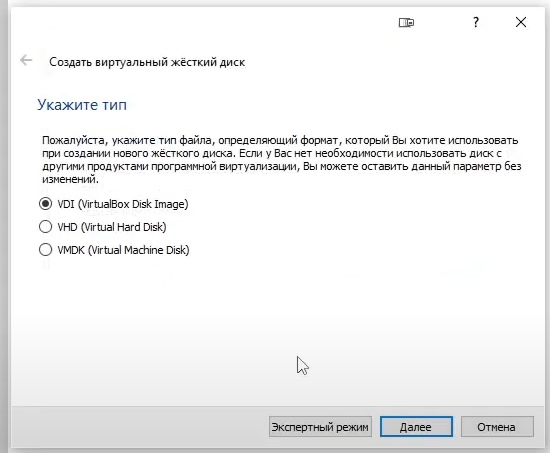 ?
Создать виртуальный жёсткий диск
Укажите тип
Пожалуйста, укажите тип файла, определяющий формат, который Вы хотите использовать
при создании нового жёсткого диска. Если у Вас нет необходимости использовать диск с
другими продуктами программной виртуализации, Вы можете оставить данный параметр без
изменений.
VDI (VirtualBox Disk Image)
VHD (Virtual Hard Disk)
VMDK (Virtual Machine Disk)
Экспертный режим Далее Отмена